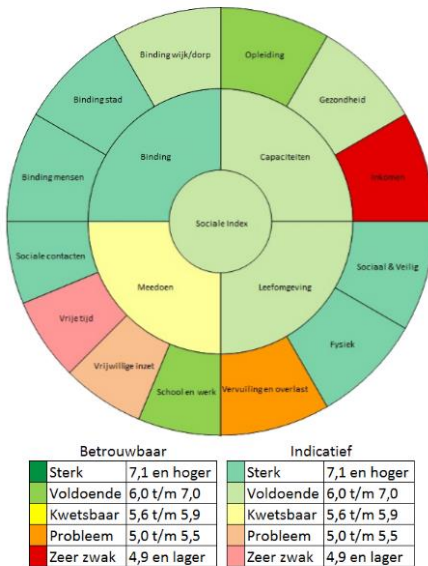 Binding wijk/dorp
Opleiding
Binding stad
Gezondheid
Binding
Capaciteiten
Binding mensen
Inkomen
Sociale Index
Sociale contacten
Sociaal & Veilig
Meedoen
Leefomgeving
Vrije tijd
Fysiek
Vrijwillige inzet
School en werk
Vervuiling en overlast
Betrouwbaar
Sterk 7,1 en hoger
Voldoende 6,0 t/m 7,0
Kwetsbaar 5,6 t/m 5,9
Probleem 5,0 t/m 5,5
Zeer zwak 4,9 en lager
Indicatief
Sterk 7,1 en hoger
Voldoende 6,0 t/m 7,0
Kwetsbaar 5,6 t/m 5,9
Probleem 5,0 t/m 5,5
Zeer zwak 4,9 en lager